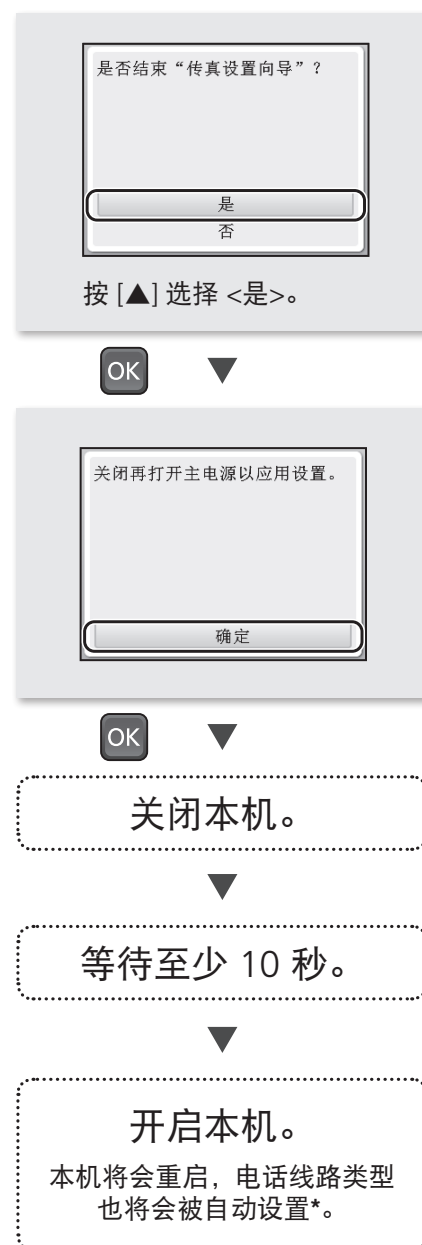 是否结束“传真设置向导”?
是
否
按 [▲] 选择 <是>。
OK ▼
关闭再打开主电源以应用设置。
确定
OK ▼
关闭本机。
▼
等待至少 10 秒。
▼
开启本机。
本机将会重启，电话线路类型
也将会被自动设置*。